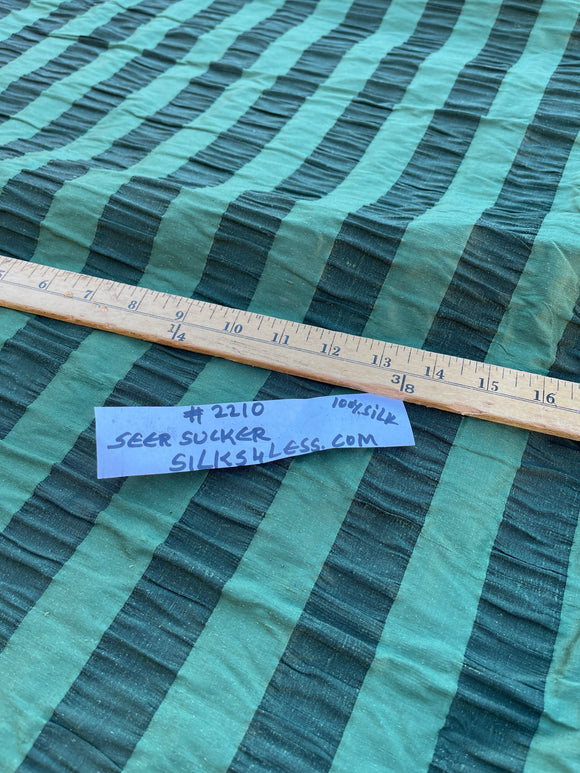 5 6 7 8 9 10 11 12 13 14 15 16
1/4 3/8
# 2210 100% SILK
SEER SUCKER
SILKS4LESS.COM